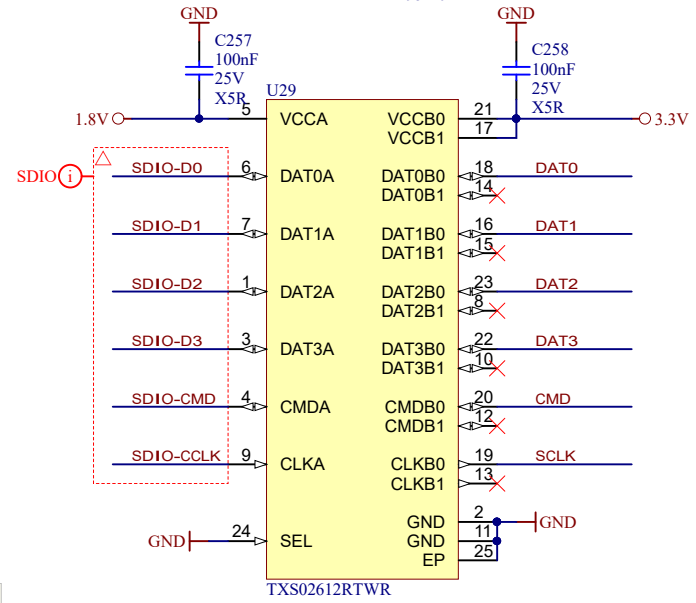 GND
GND
C257
100nF
25V
X5R
C258
100nF
25V
X5R
U29
1.8V
5
VCCA
VCCB0
21
3.3V
VCCB1
17
SDIO
i
SDIO-D0
6
DAT0A
DAT0B0
18
DAT0
DAT0B1
14
SDIO-D1
7
DAT1A
DAT1B0
16
DAT1
DAT1B1
15
SDIO-D2
1
DAT2A
DAT2B0
23
DAT2
DAT2B1
8
SDIO-D3
3
DAT3A
DAT3B0
22
DAT3
DAT3B1
10
SDIO-CMD
4
CMDA
CMDB0
20
CMD
CMDB1
12
SDIO-CCLK
9
CLKA
CLKB0
19
SCLK
CLKB1
13
GND
2
GND
GND
24
SEL
GND
11
EP
25
TXS02612RTWR